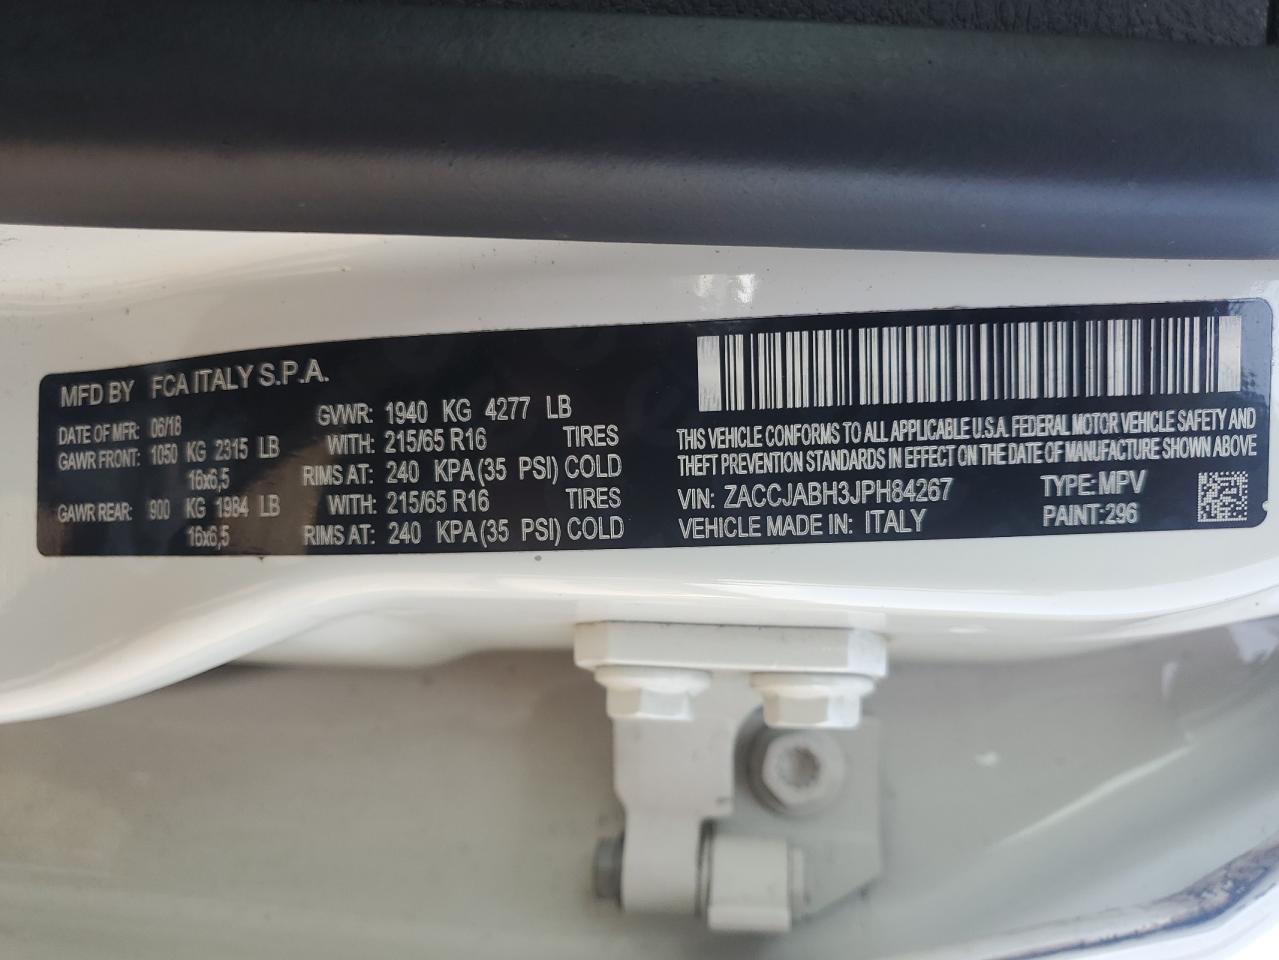 MFD BY FCA ITALY S.P.A.
DATE OF MFR: 06/18 GVWR: 1940 KG 4277 LB
GAWR FRONT: 1050 KG 2315 LB WITH: 215/65 R16 TIRES
16x6,5 RIMS AT: 240 KPA(35 PSI) COLD
GAWR REAR: 900 KG 1984 LB WITH: 215/65 R16 TIRES
16x6,5 RIMS AT: 240 KPA(35 PSI) COLD
THIS VEHICLE CONFORMS TO ALL APPLICABLE U.S.A. FEDERAL MOTOR VEHICLE SAFETY AND
THEFT PREVENTION STANDARDS IN EFFECT ON THE DATE OF MANUFACTURE SHOWN ABOVE
VIN: ZACCJABH3JPH84267 TYPE: MPV
VEHICLE MADE IN: ITALY PAINT:296